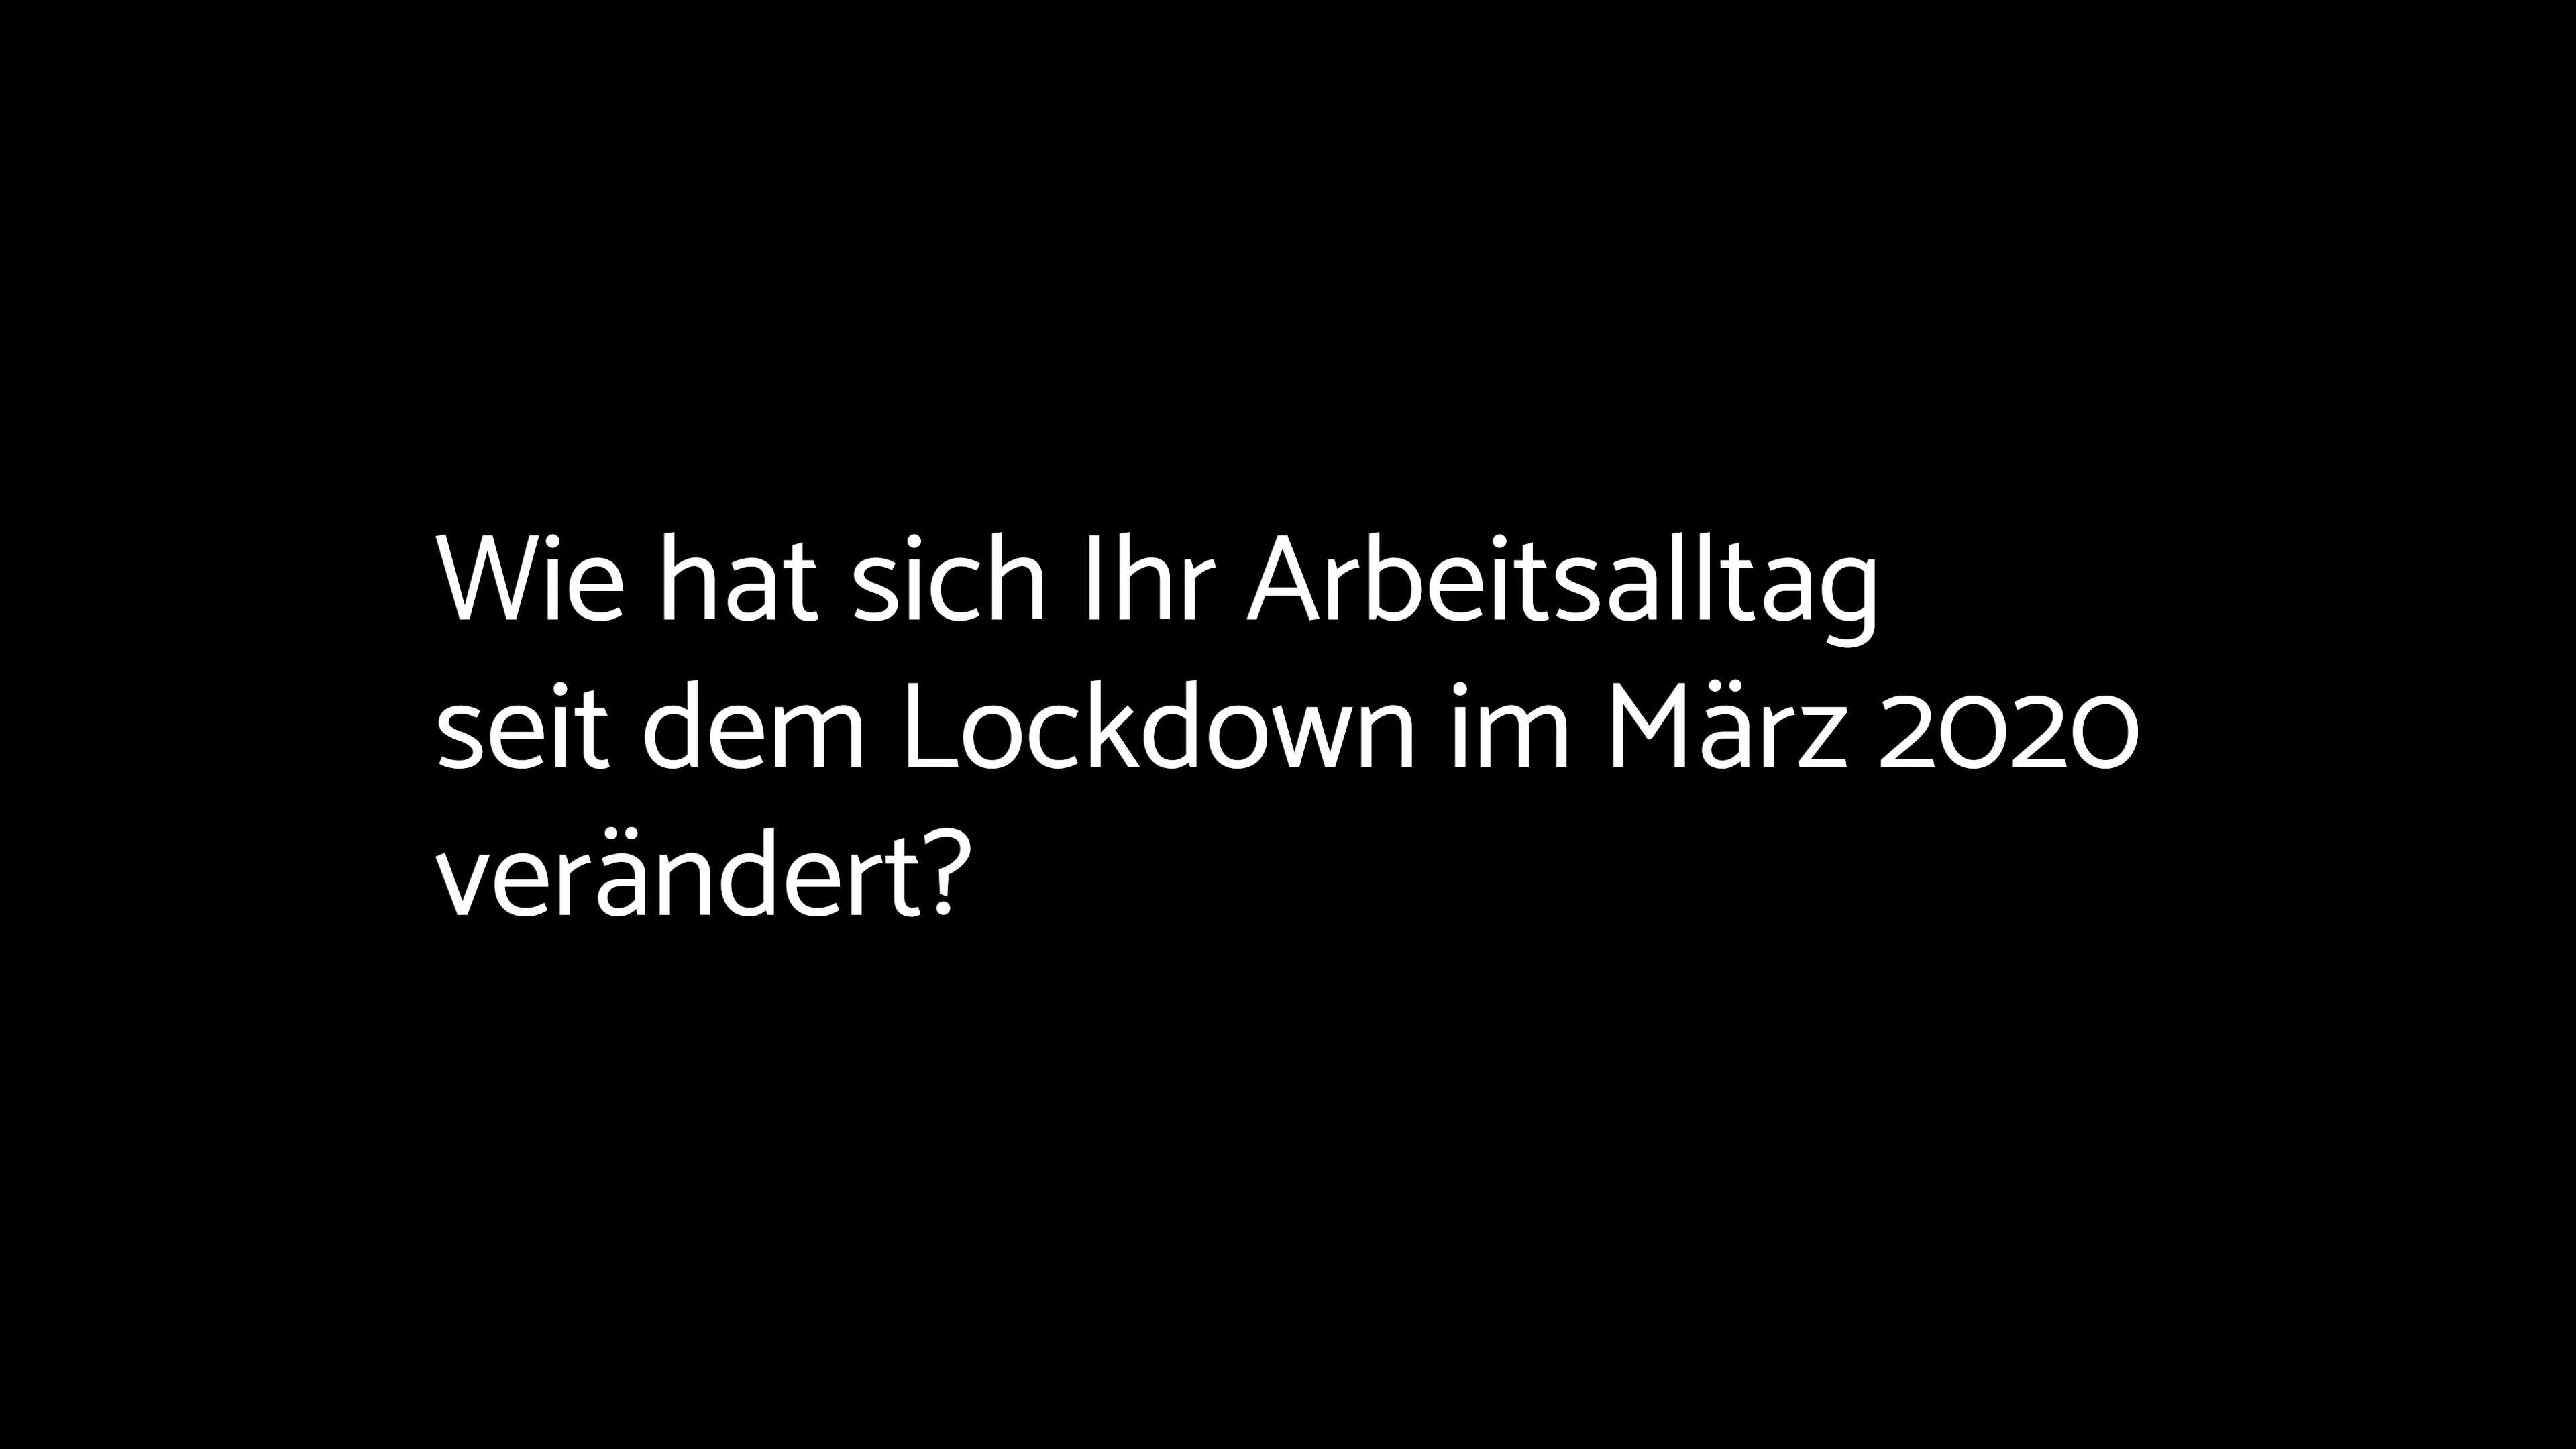 Wie hat sich Ihr Arbeitsalltag
seit dem Lockdown im März 2020
verändert?